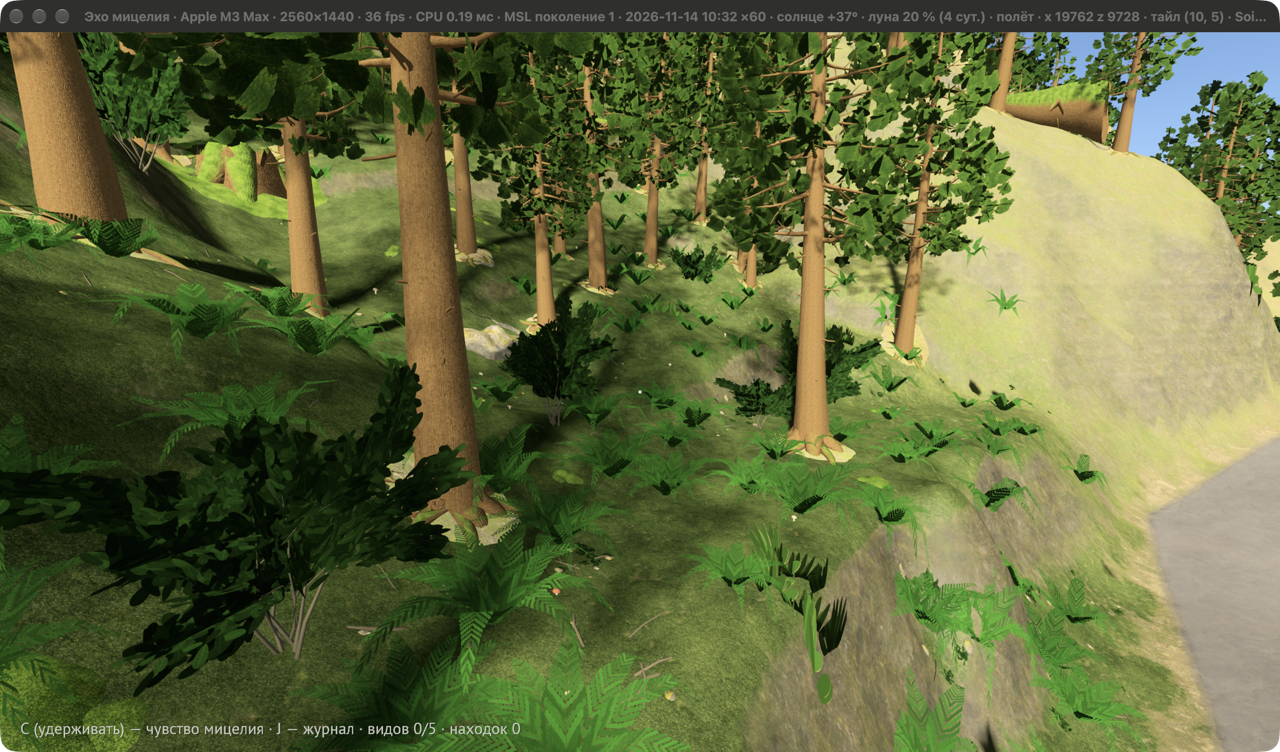 Эхо мицелия · Apple M3 Max · 2560×1440 · 36 fps · CPU 0.19 мс · MSL поколение 1 · 2026-11-14 10:32 ×60 · солнце +37° · луна 20 % (4 сут.) · полёт · x 19762 z 9728 · тайл (10, 5) · Soi...
C (удерживать) — чувство мицелия · J — журнал · видов 0/5 · находок 0